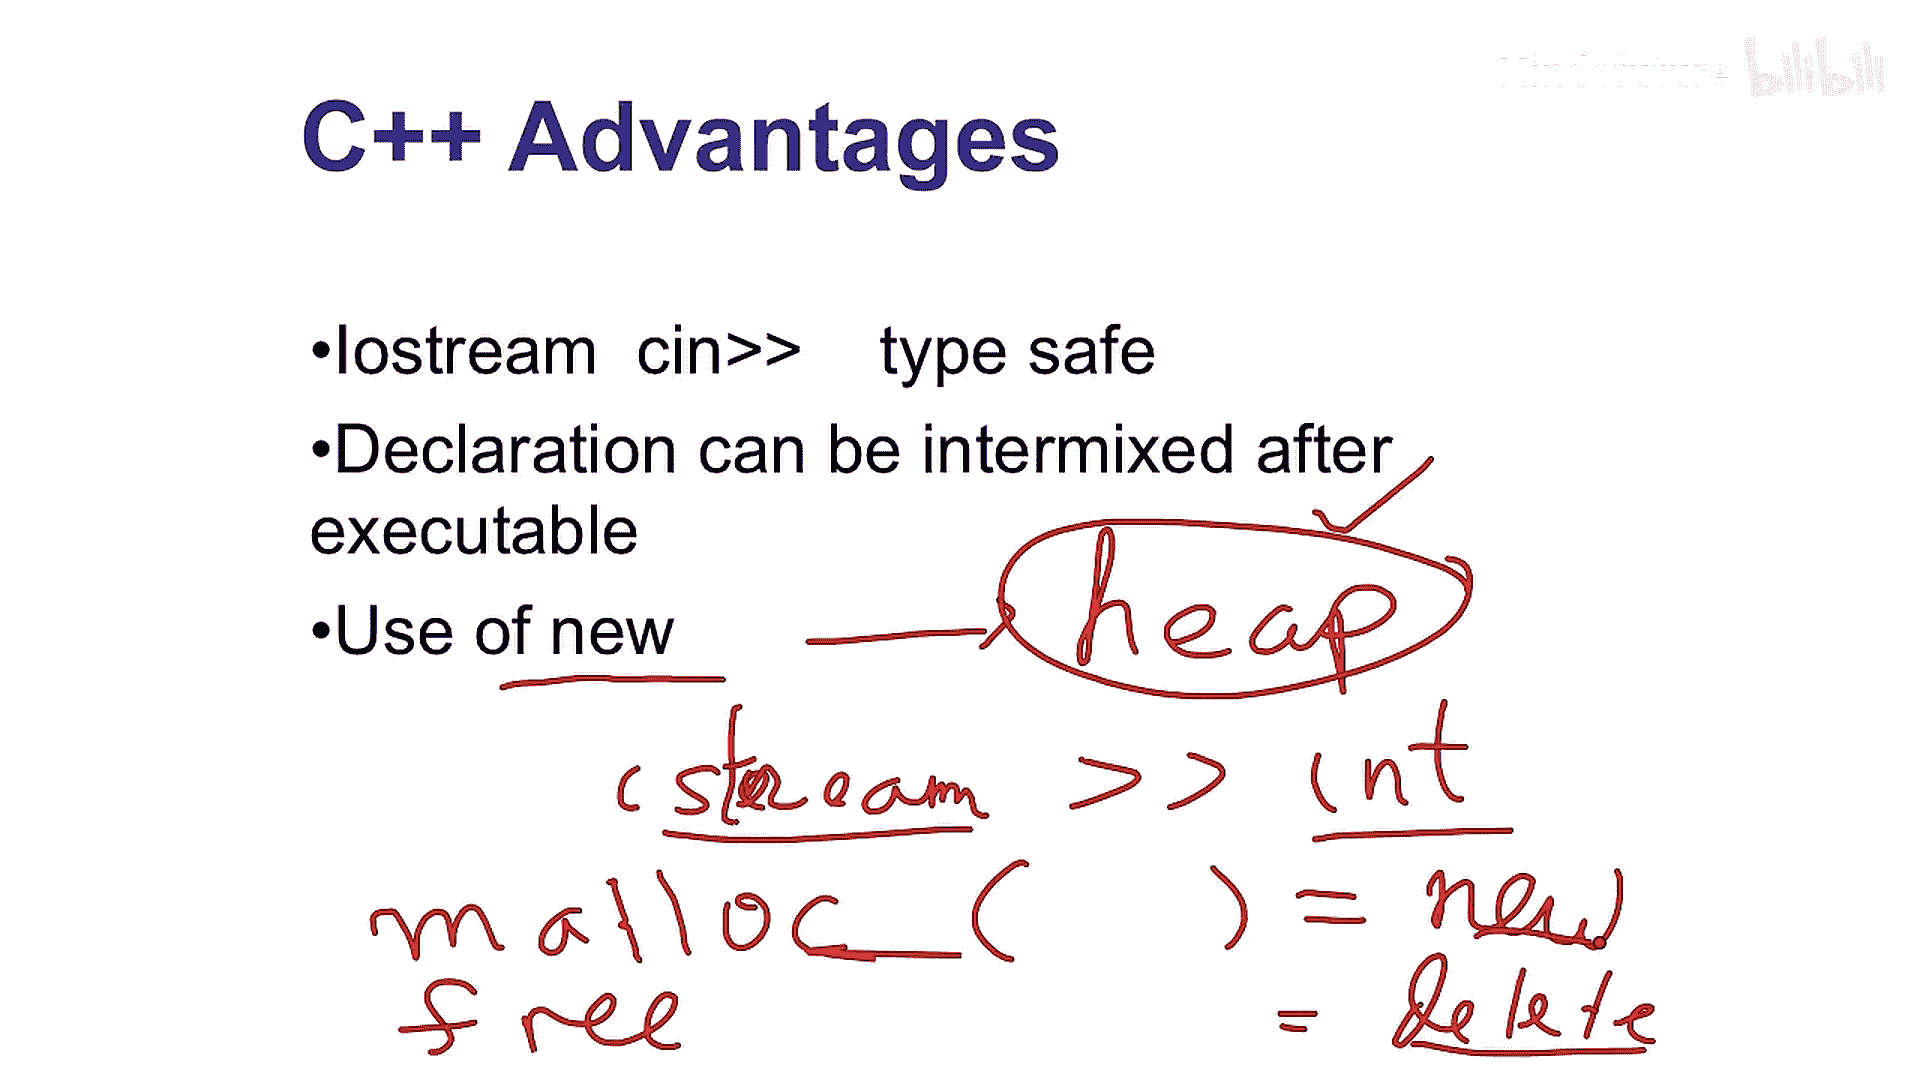 bilibili
C++ Advantages
•Iostream cin>> type safe
•Declaration can be intermixed after
executable
•Use of new
heap
istream >> int
malloc ( ) = new
free = delete